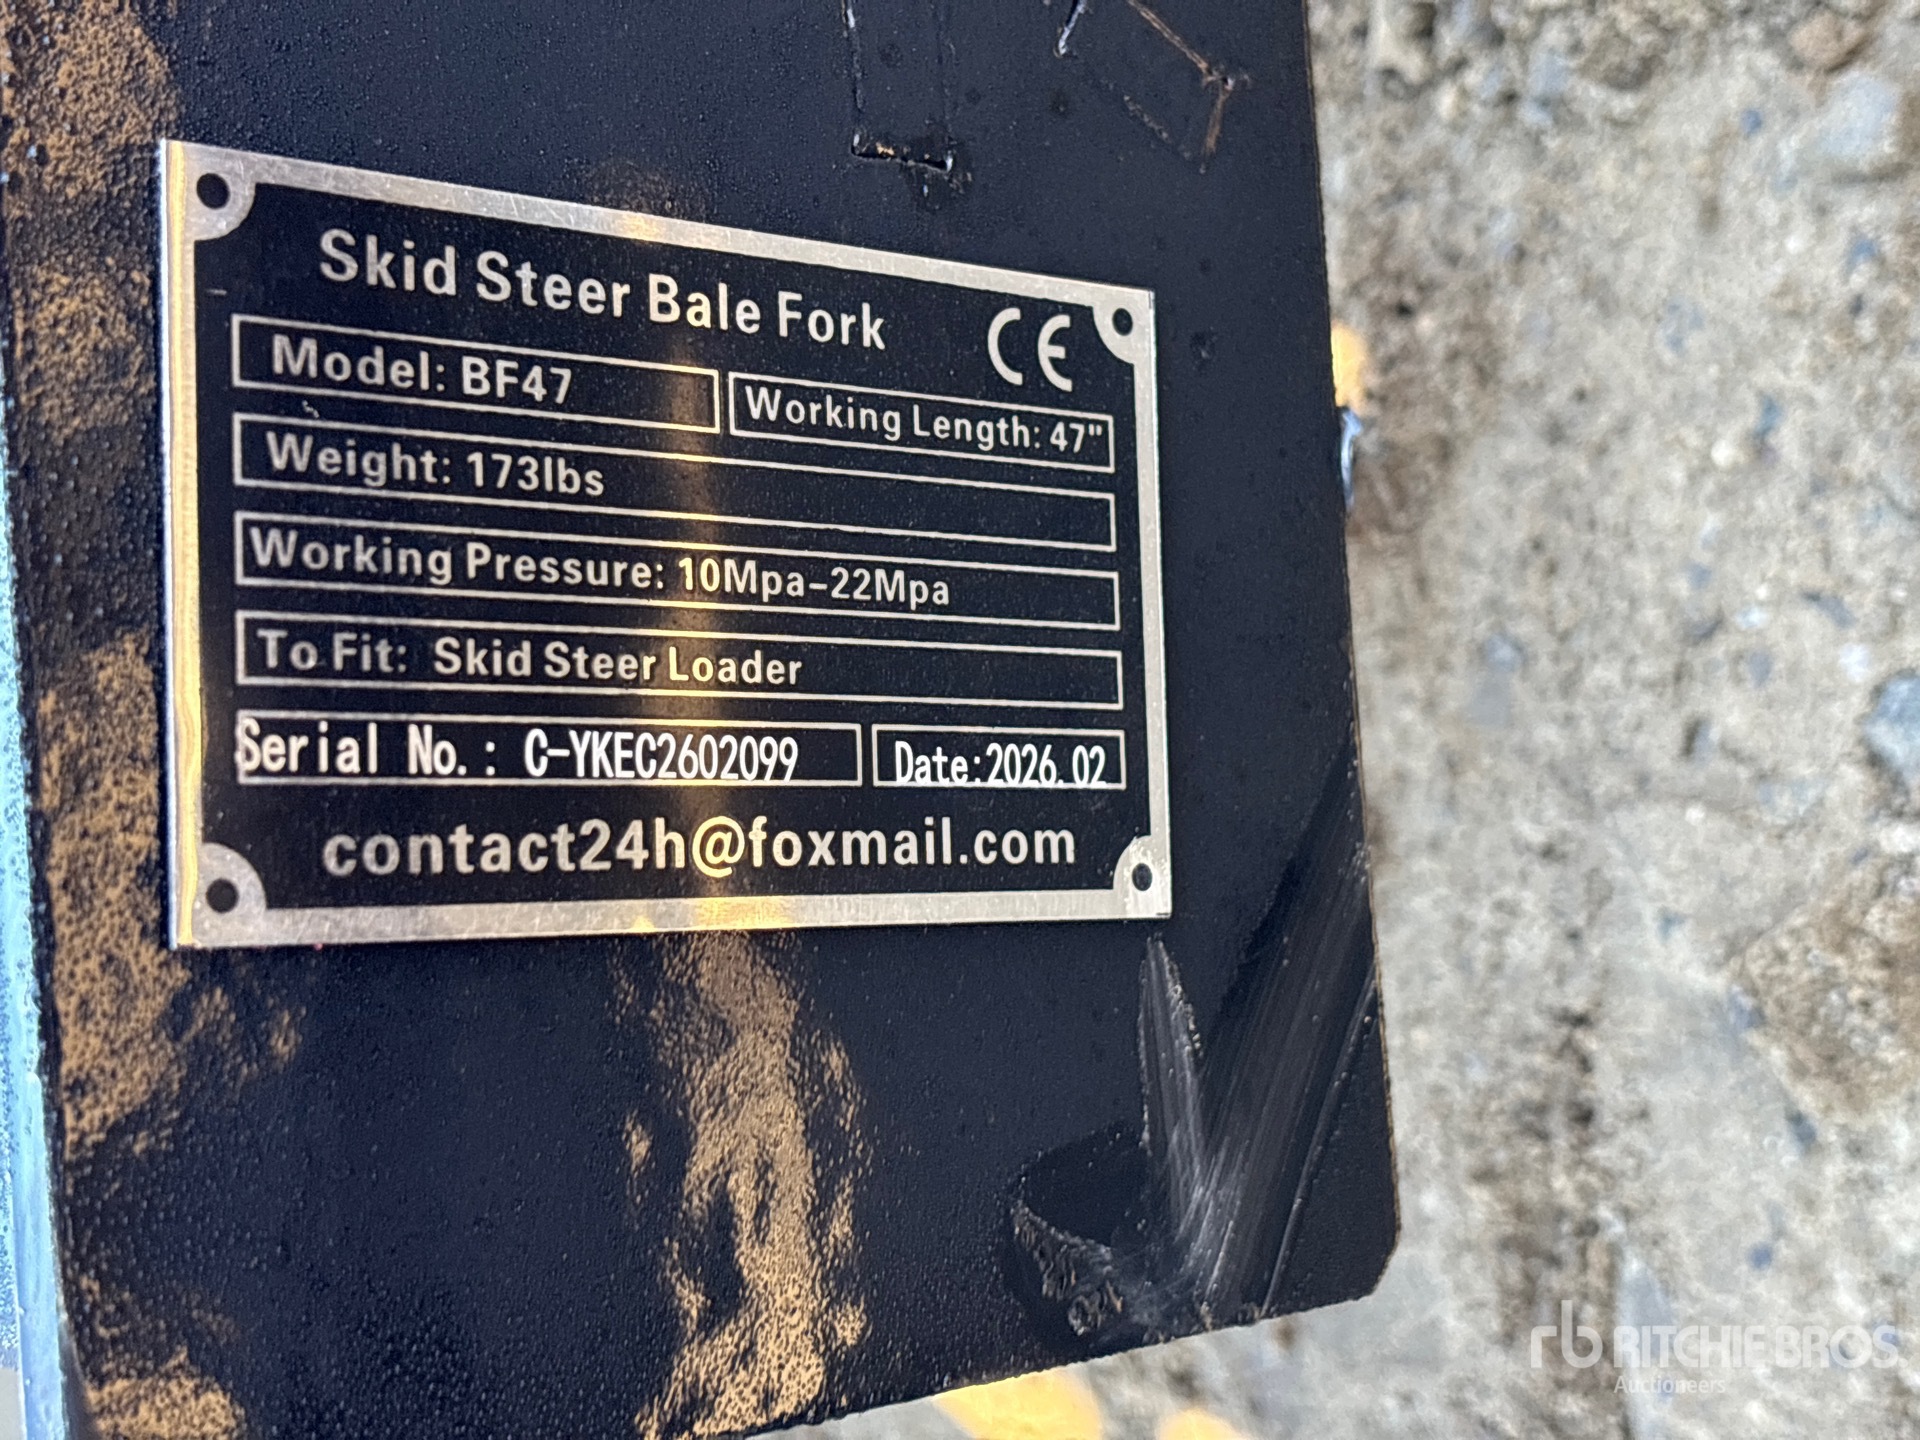 Skid Steer Bale Fork
CE
Model: BF47
Working Length: 47"
Weight: 173lbs
Working Pressure: 10Mpa-22Mpa
To Fit: Skid Steer Loader
Serial No.: C-YKEC2602099
Date:2026.02
contact24h@foxmail.com
rb RITCHIE BROS.
Auctioneers